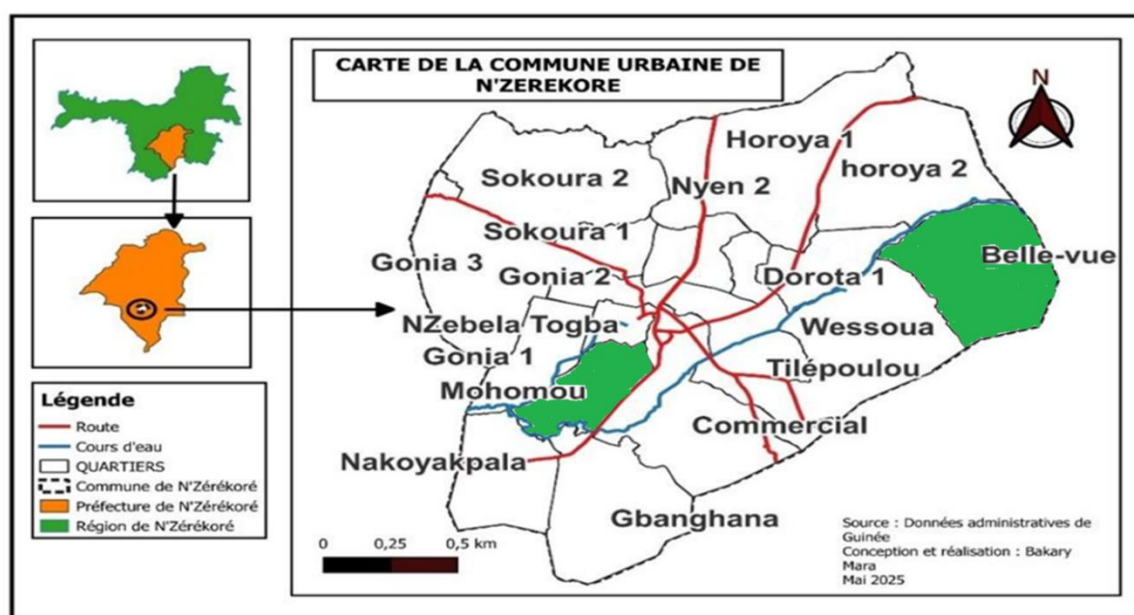 CARTE DE LA COMMUNE URBAINE DE
N'ZEREKORE
N
Horoya 1
horoya 2
Sokoura 2
Nyen 2
Sokoura 1
Belle-vue
Gonia 3
Gonia 2
Dorota 1
NZebela Togba
Wessoua
Gonia 1
Tilépoulou
Mohomou
Commercial
Nakoyakpala
Gbanghana
Légende
Route
Cours d'eau
QUARTIERS
Commune de N'Zérékoré
Préfecture de N'Zérékoré
Région de N'Zérékoré
0 0,25 0,5 km
Source : Données administratives de
Guinée
Conception et réalisation : Bakary
Mara
Mai 2025